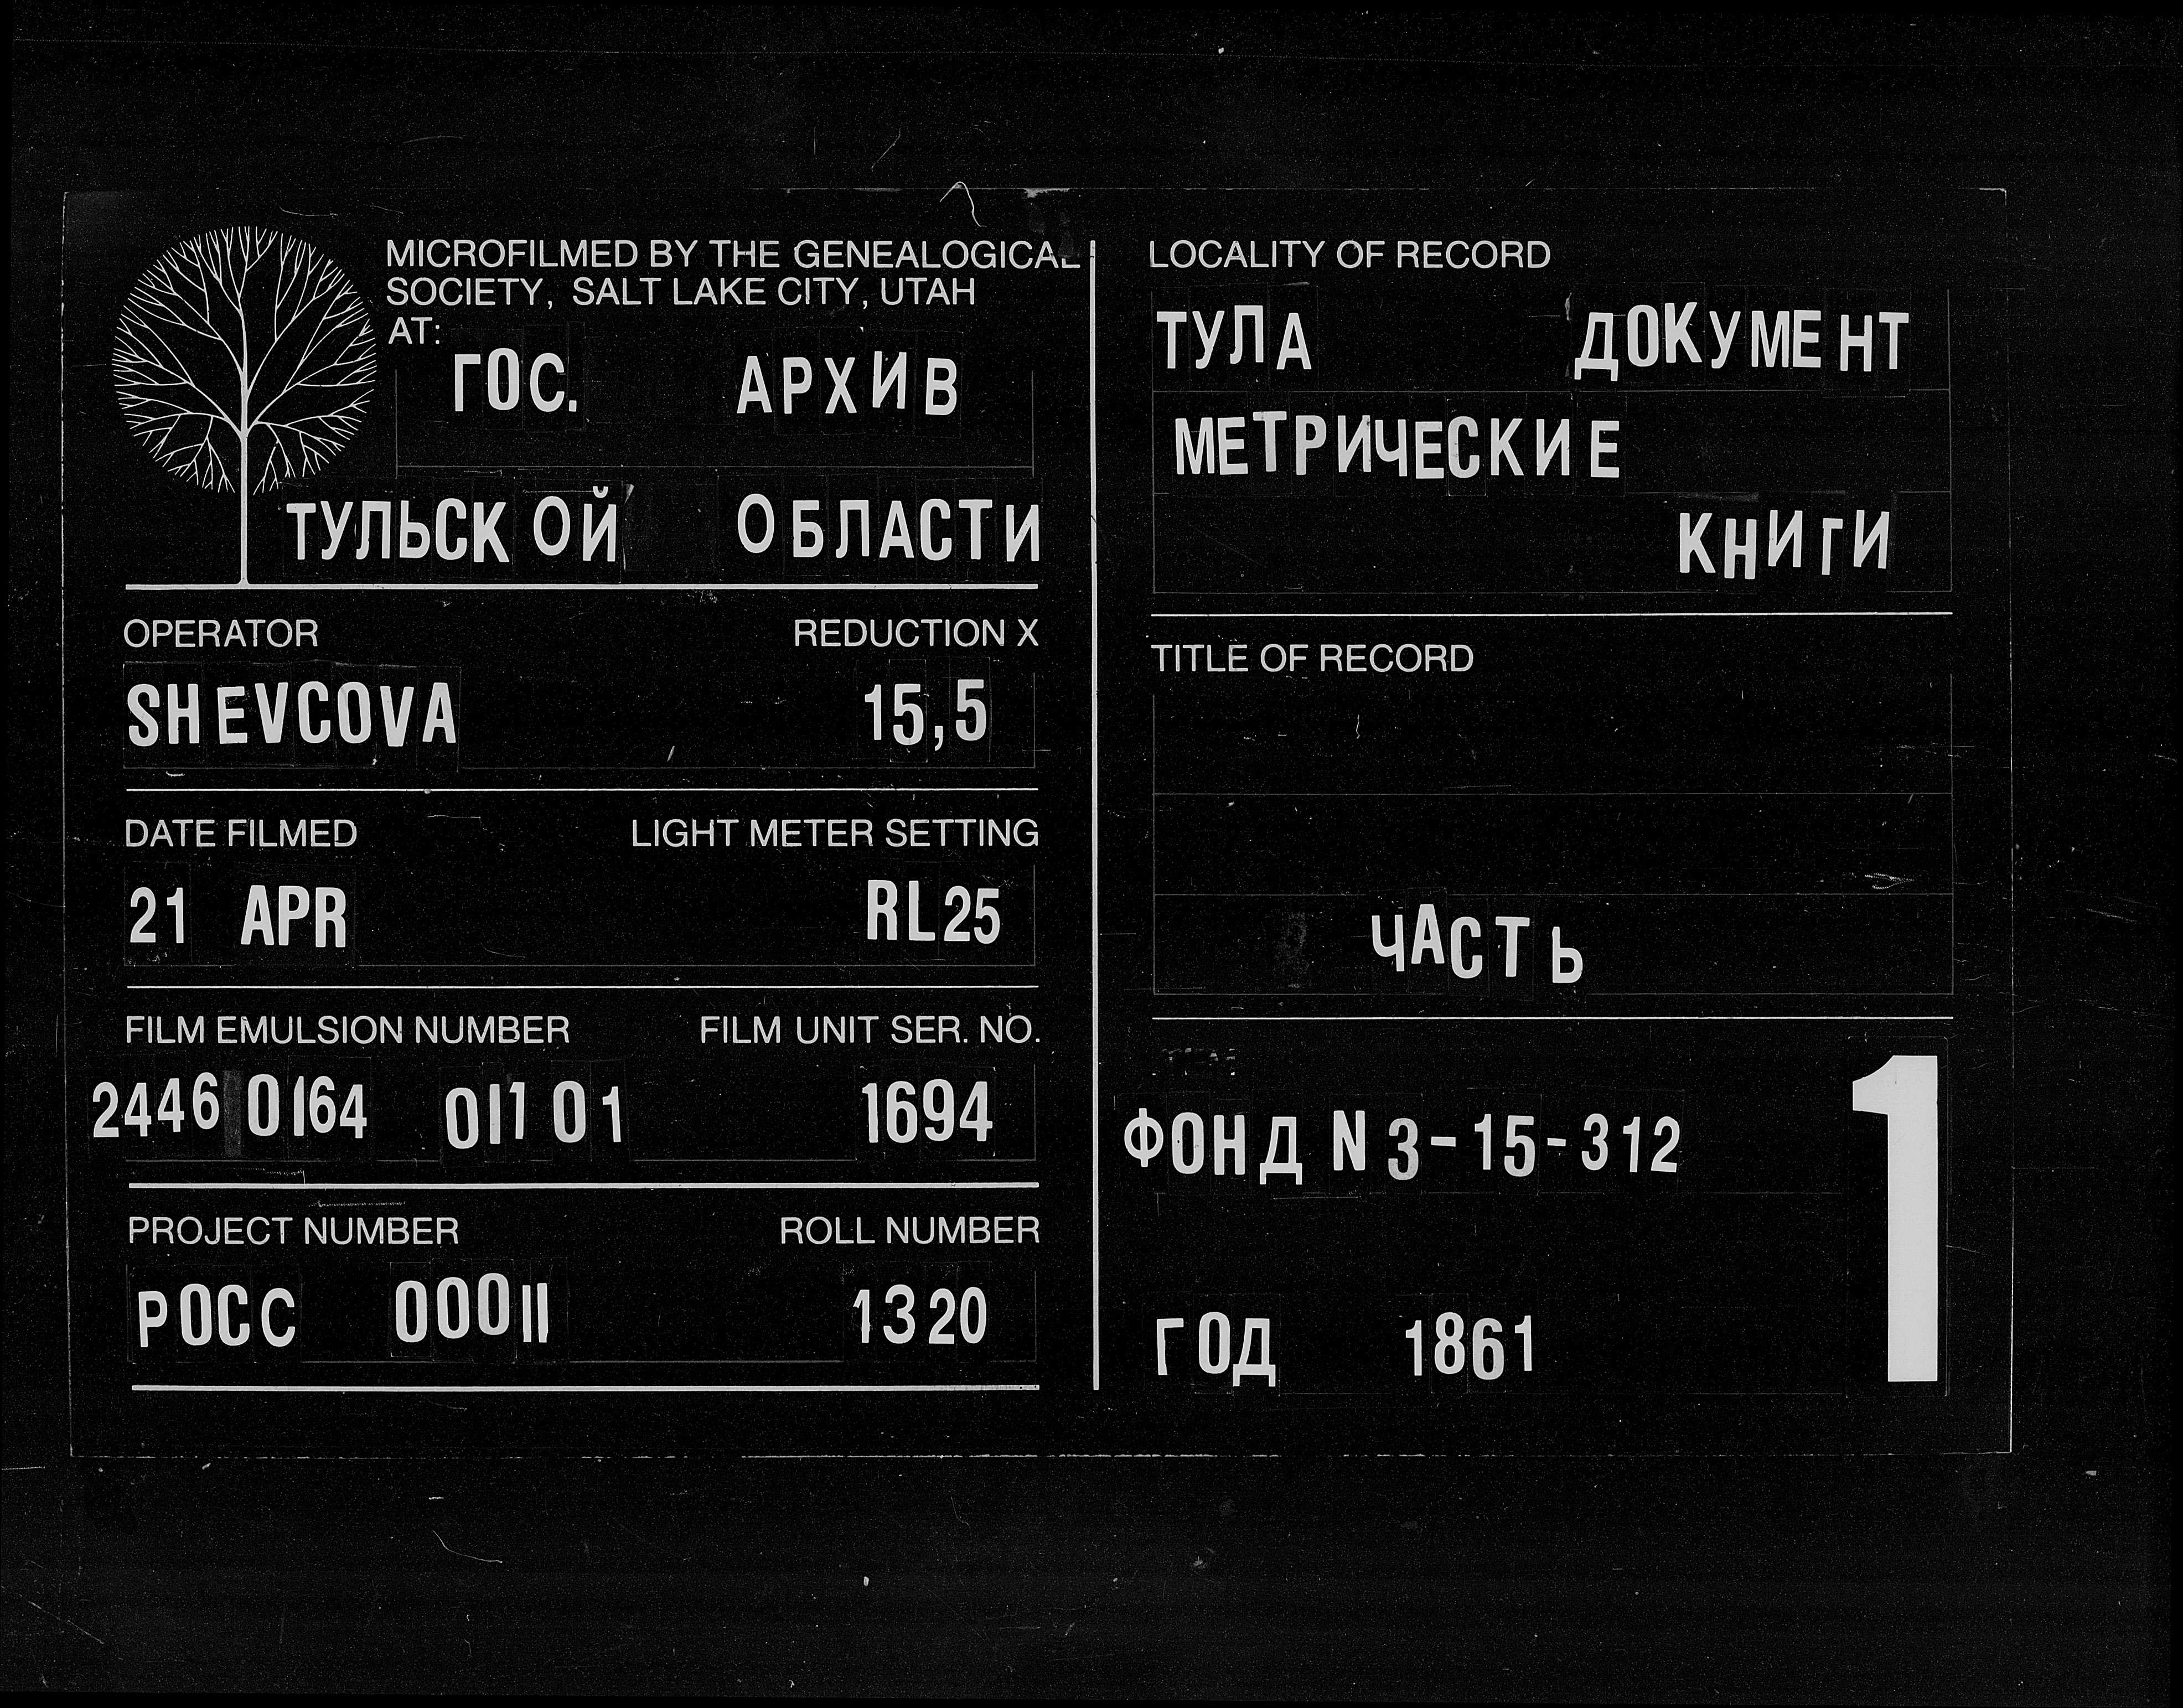 MICROFILMED BY THE GENEALOGICAL
SOCIETY, SALT LAKE CITY, UTAH
AT:
ГОС. АРХИВ
ТУЛЬСКОЙ ОБЛАСТИ
OPERATOR REDUCTION X
SHEVCOVA 15,5
DATE FILMED LIGHT METER SETTING
21 APR RL25
FILM EMULSION NUMBER FILM UNIT SER. NO.
2446 0164 01101 1694
PROJECT NUMBER ROLL NUMBER
РОСС 00011 1320
LOCALITY OF RECORD
ТУЛА ДОКУМЕНТ
МЕТРИЧЕСКИЕ
КНИГИ
TITLE OF RECORD
ЧАСТЬ
ФОНД N 3-15-312
ГОД 1861
1